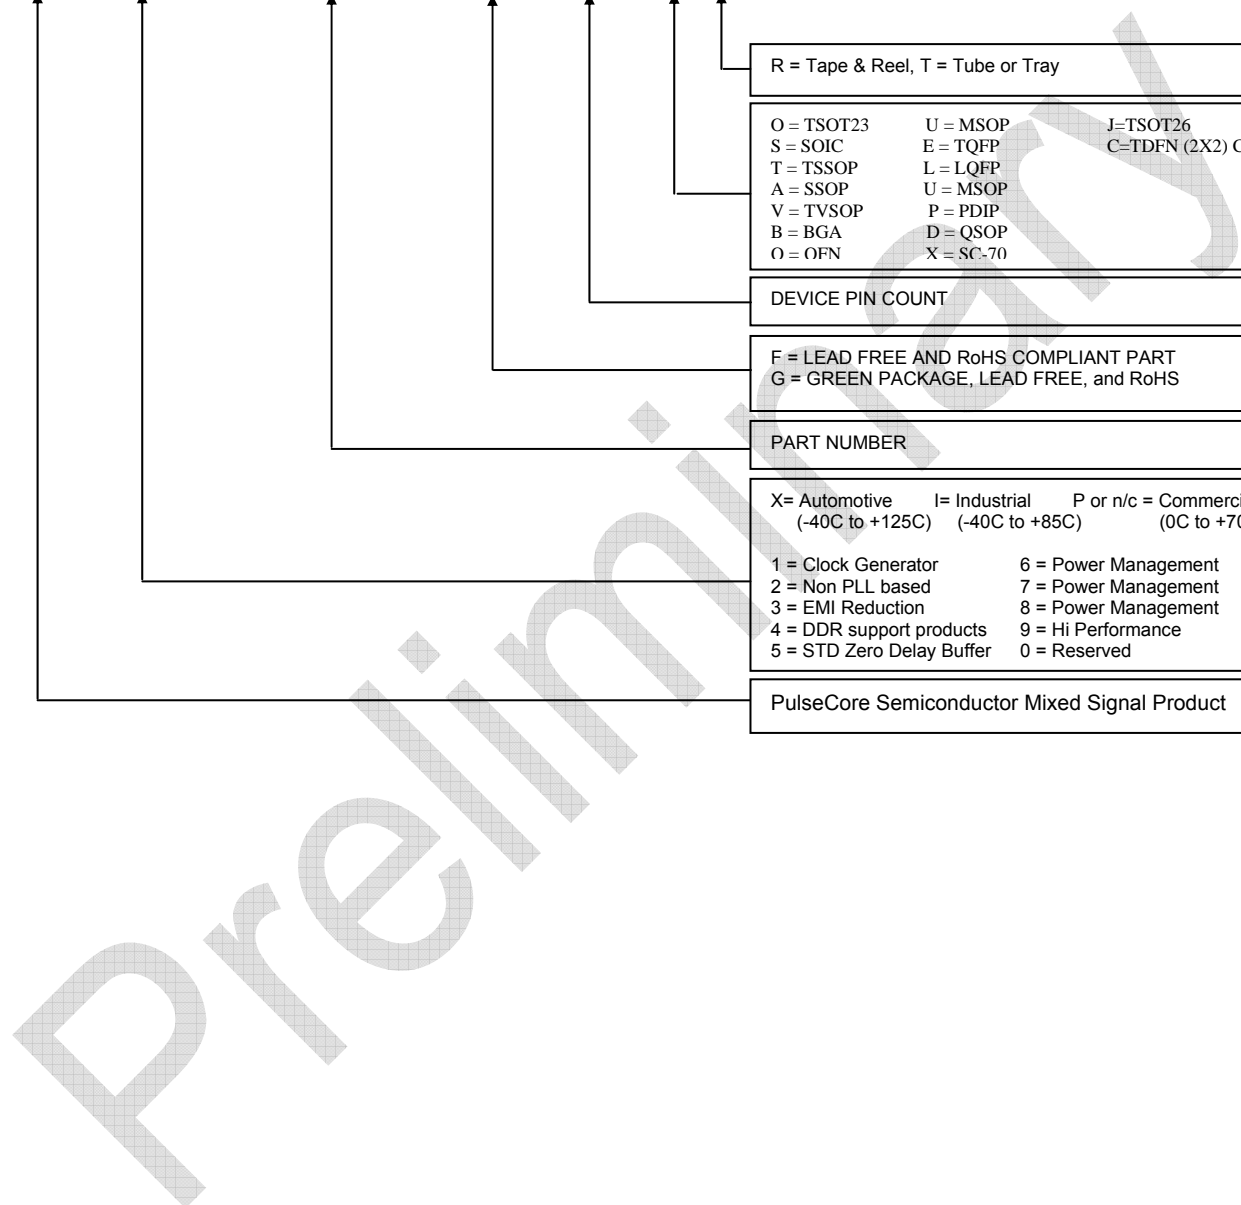 R = Tape & Reel, T = Tube or Tray
O = TSOT23 U = MSOP J=TSOT26
S = SOIC E = TQFP C=TDFN (2X2) C
T = TSSOP L = LQFP
A = SSOP U = MSOP
V = TVSOP P = PDIP
B = BGA D = QSOP
Q = QFN X = SC-70
DEVICE PIN COUNT
F = LEAD FREE AND RoHS COMPLIANT PART
G = GREEN PACKAGE, LEAD FREE, and RoHS
PART NUMBER
X= Automotive I= Industrial P or n/c = Commerci
(-40C to +125C) (-40C to +85C) (0C to +70
1 = Clock Generator 6 = Power Management
2 = Non PLL based 7 = Power Management
3 = EMI Reduction 8 = Power Management
4 = DDR support products 9 = Hi Performance
5 = STD Zero Delay Buffer 0 = Reserved
PulseCore Semiconductor Mixed Signal Product
Preliminary